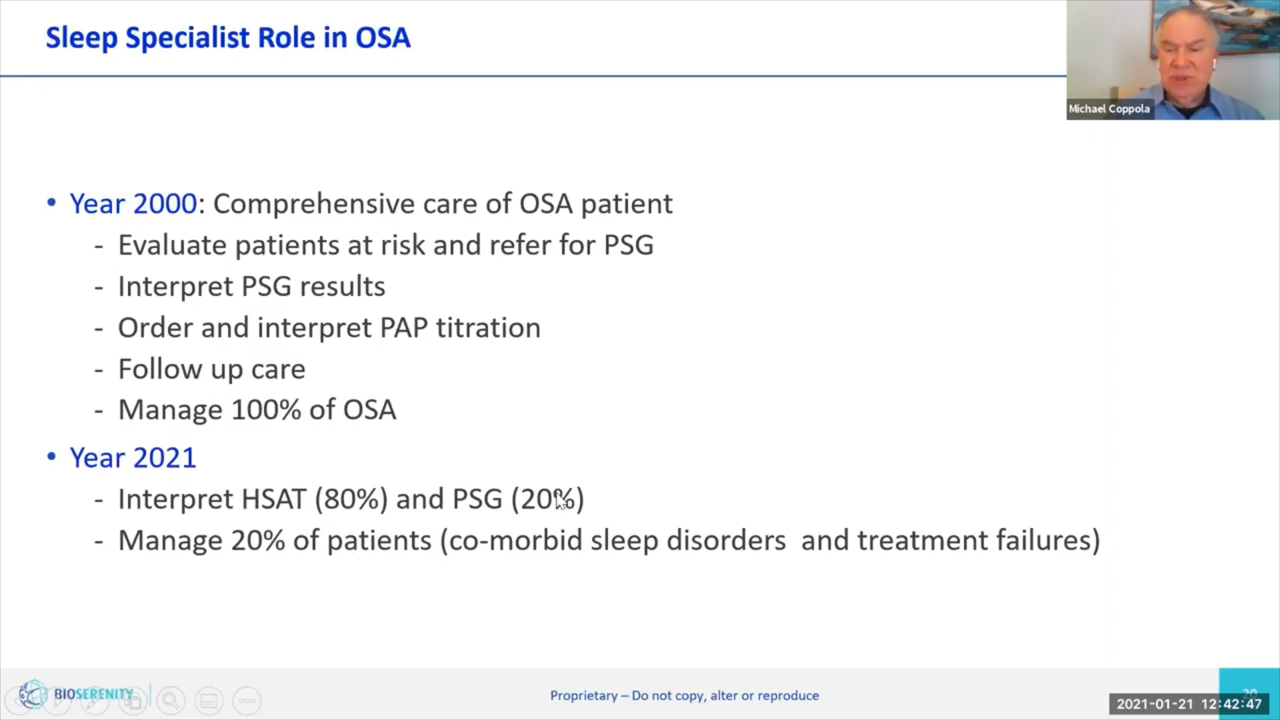 Sleep Specialist Role in OSA
Michael Coppola
• Year 2000: Comprehensive care of OSA patient
- Evaluate patients at risk and refer for PSG
- Interpret PSG results
- Order and interpret PAP titration
- Follow up care
- Manage 100% of OSA
• Year 2021
- Interpret HSAT (80%) and PSG (20%)
- Manage 20% of patients (co-morbid sleep disorders and treatment failures)
BIOSERENITY
Proprietary – Do not copy, alter or reproduce
20
2021-01-21 12:42:47